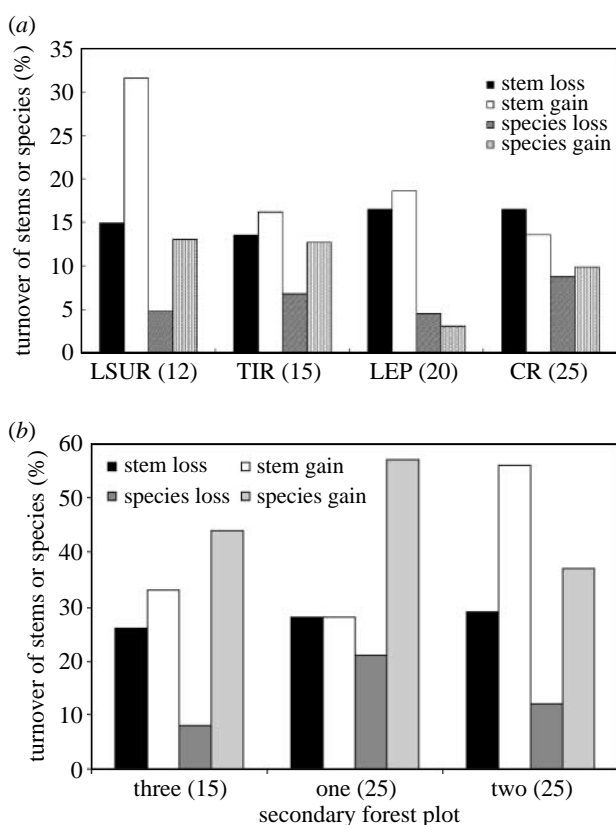 (a)
turnover of stems or species (%)
35
30
25
20
15
10
5
0
stem loss
stem gain
species loss
species gain
LSUR (12) TIR (15) LEP (20) CR (25)
(b)
turnover of stems or species (%)
60
50
40
30
20
10
0
stem loss stem gain
species loss species gain
three (15) one (25) two (25)
secondary forest plot